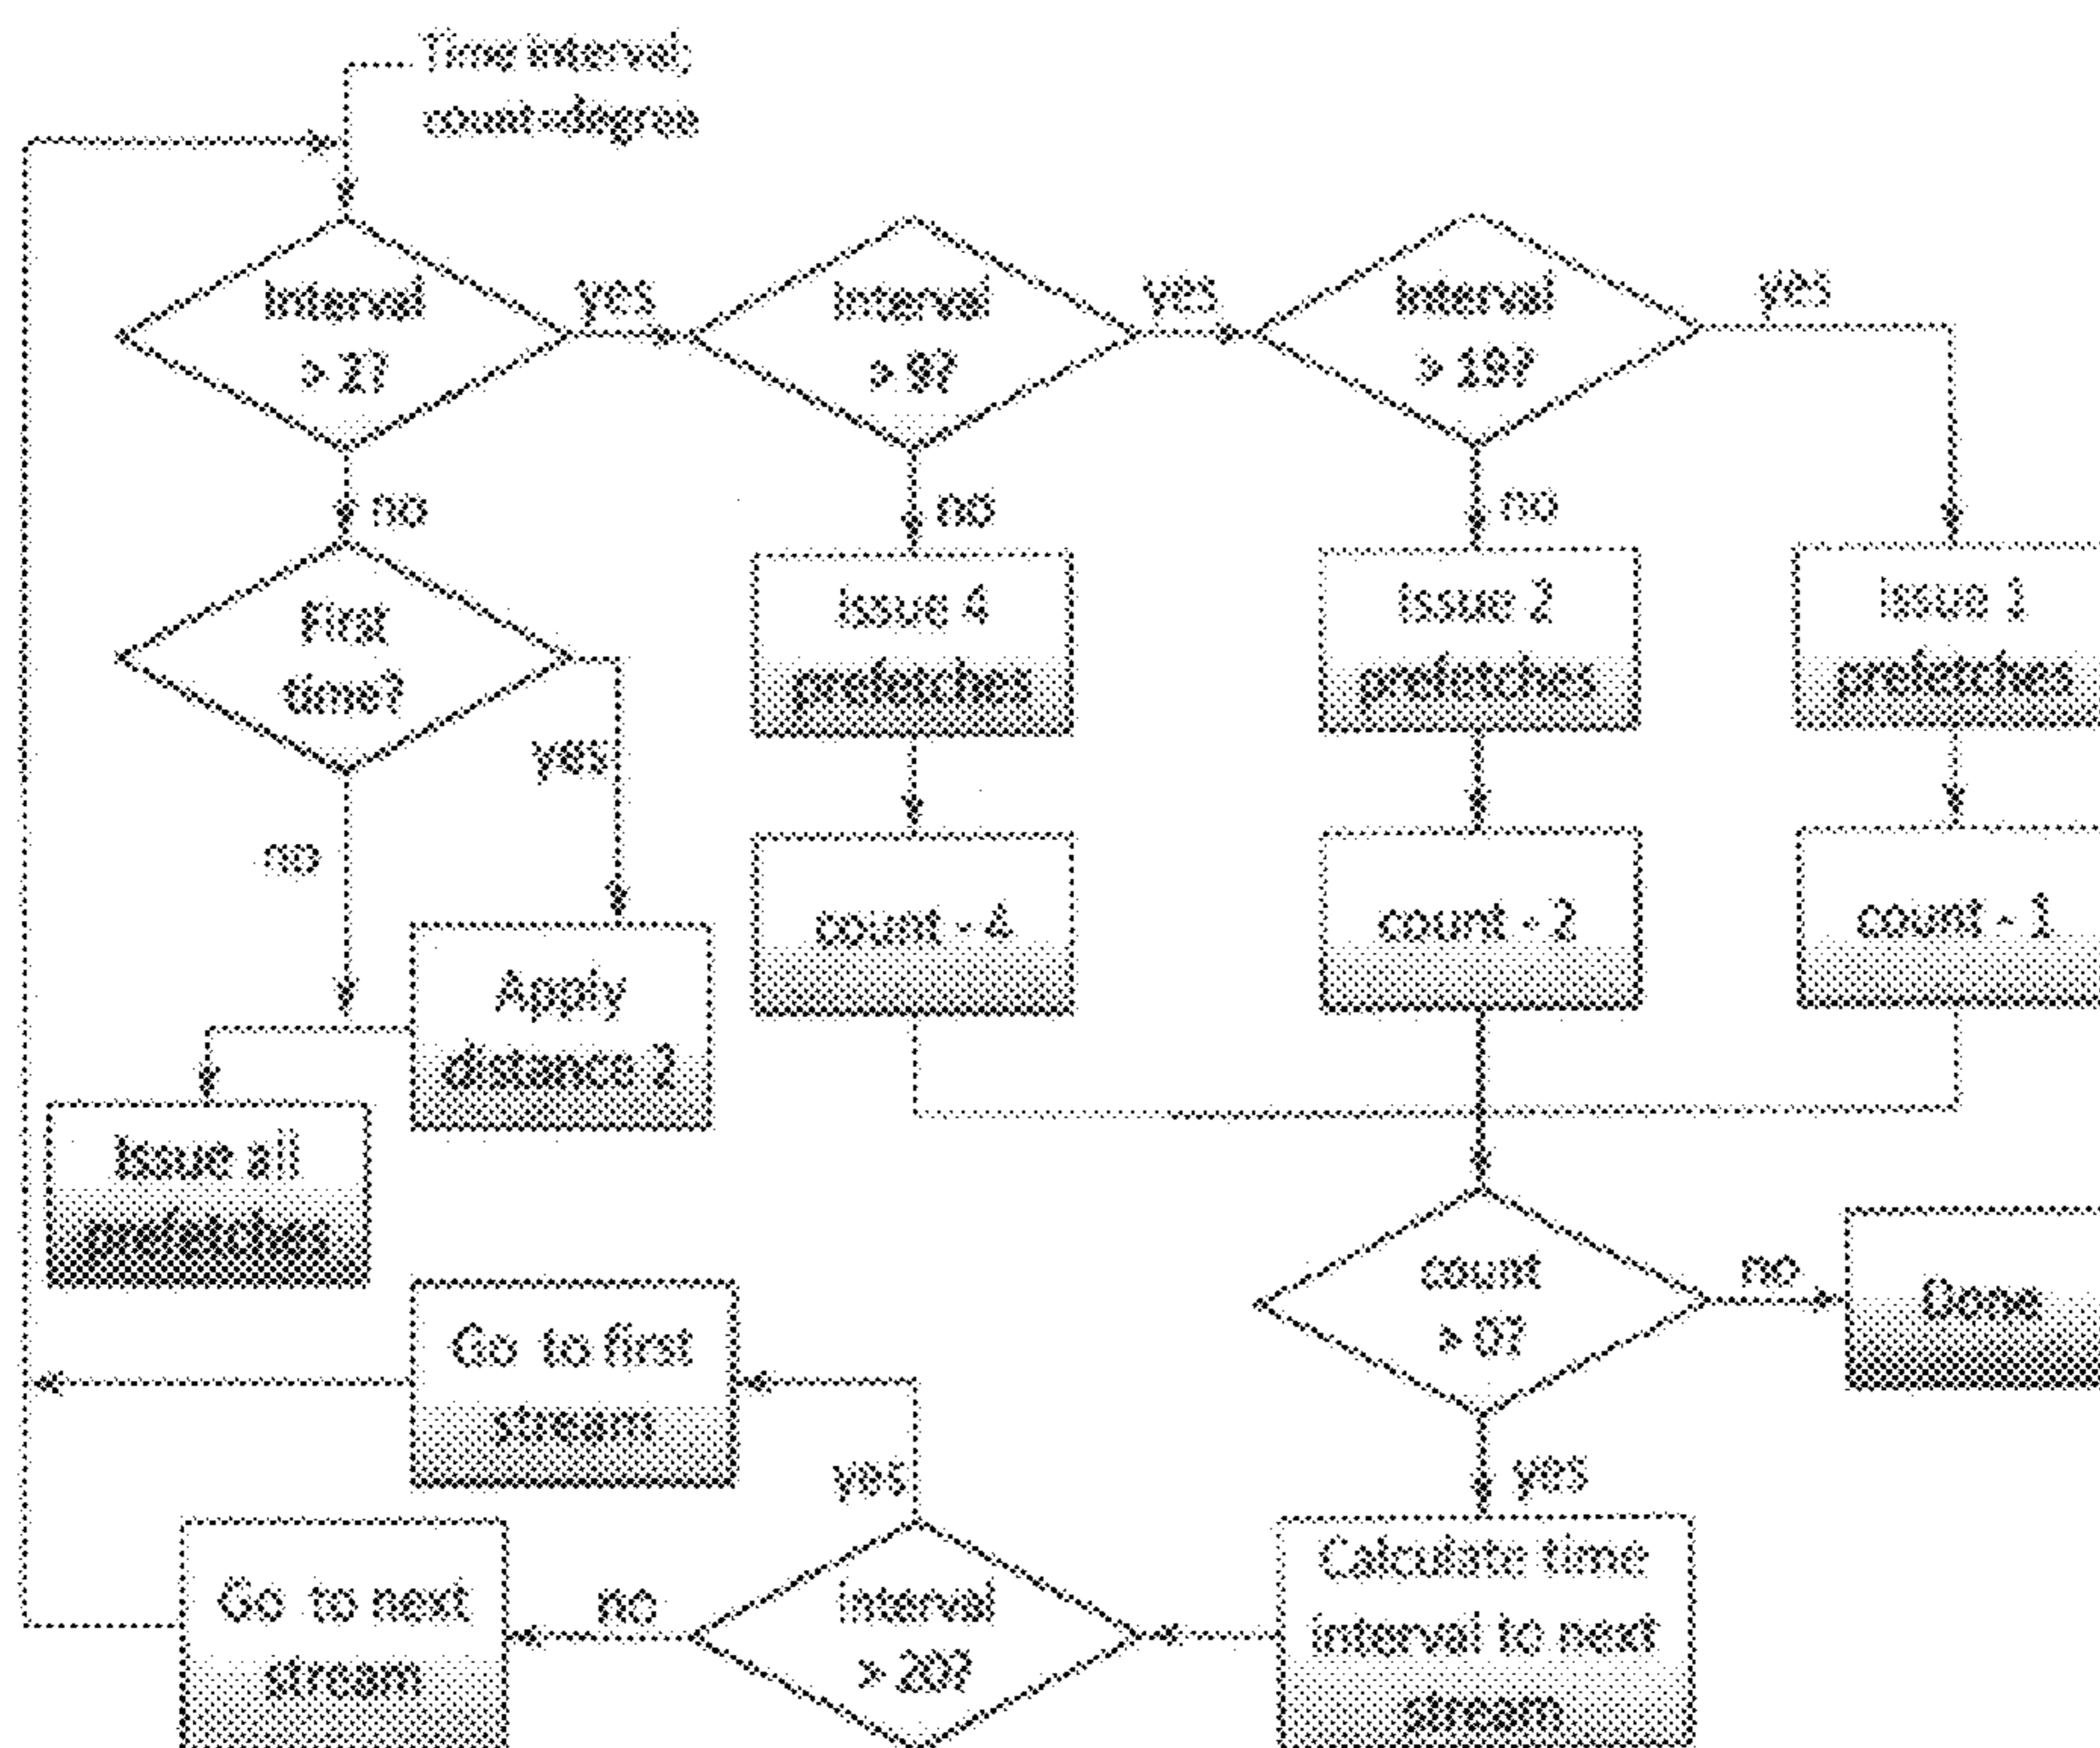 Time interval;
count=degree
Interval
> 2?
yes
Interval
> 9?
yes
Interval
> 19?
yes
no
no
no
First
time?
yes
no
Issue 4
prefetches
Issue 2
prefetches
Issue 1
prefetches
count - 4
count - 2
count - 1
Apply
distance 2
Issue all
prefetches
count
> 0?
no
Done
yes
Go to first
stream
yes
Calculate time
interval to next
stream
Interval
> 20?
no
Go to next
stream